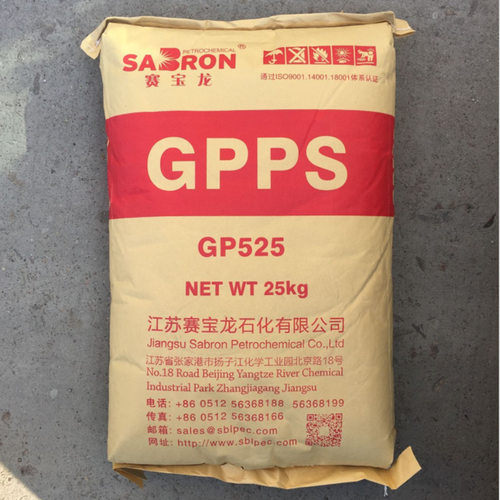 PETROCHEMICAL
SABRON®
赛宝龙
通过ISO9001.14001.18001体系认证
GPPS
GP525
NET WT 25kg
江苏赛宝龙石化有限公司
Jiangsu Sabron Petrochemical Co.,Ltd
江苏省张家港市扬子江化学工业园北京路18号
No.18 Road Beijing Yangtze River Chemical
Industrial Park Zhangjiagang Jiangsu
电话：+86 0512 56368188 56368199
传真：+86 0512 56368166
邮箱：sales@sblpec.com
网址：http://www.sblpec.com